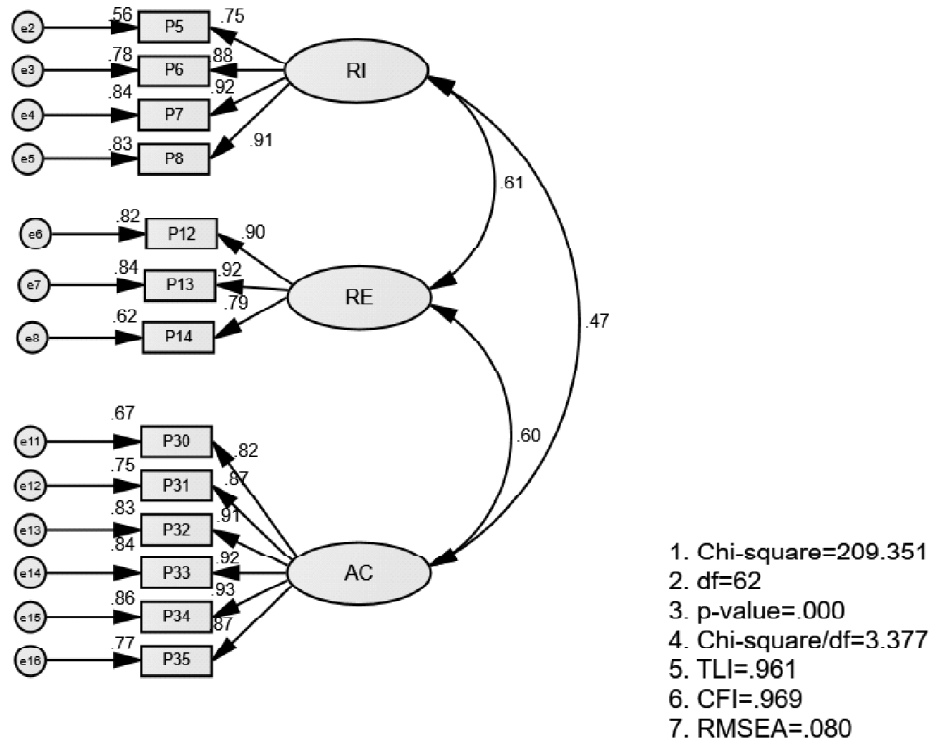 e2 .56 P5 .75
e3 .78 P6 .88 RI
e4 .84 P7 .92
e5 .83 P8 .91
.61
e6 .82 P12 .90
e7 .84 P13 .92 RE
e8 .62 P14 .79
.47
.60
e11 .67 P30 .82
e12 .75 P31 .87
e13 .83 P32 .91
e14 .84 P33 .92 AC
e15 .86 P34 .93
e16 .77 P35 .87
1. Chi-square=209.351
2. df=62
3. p-value=.000
4. Chi-square/df=3.377
5. TLI=.961
6. CFI=.969
7. RMSEA=.080